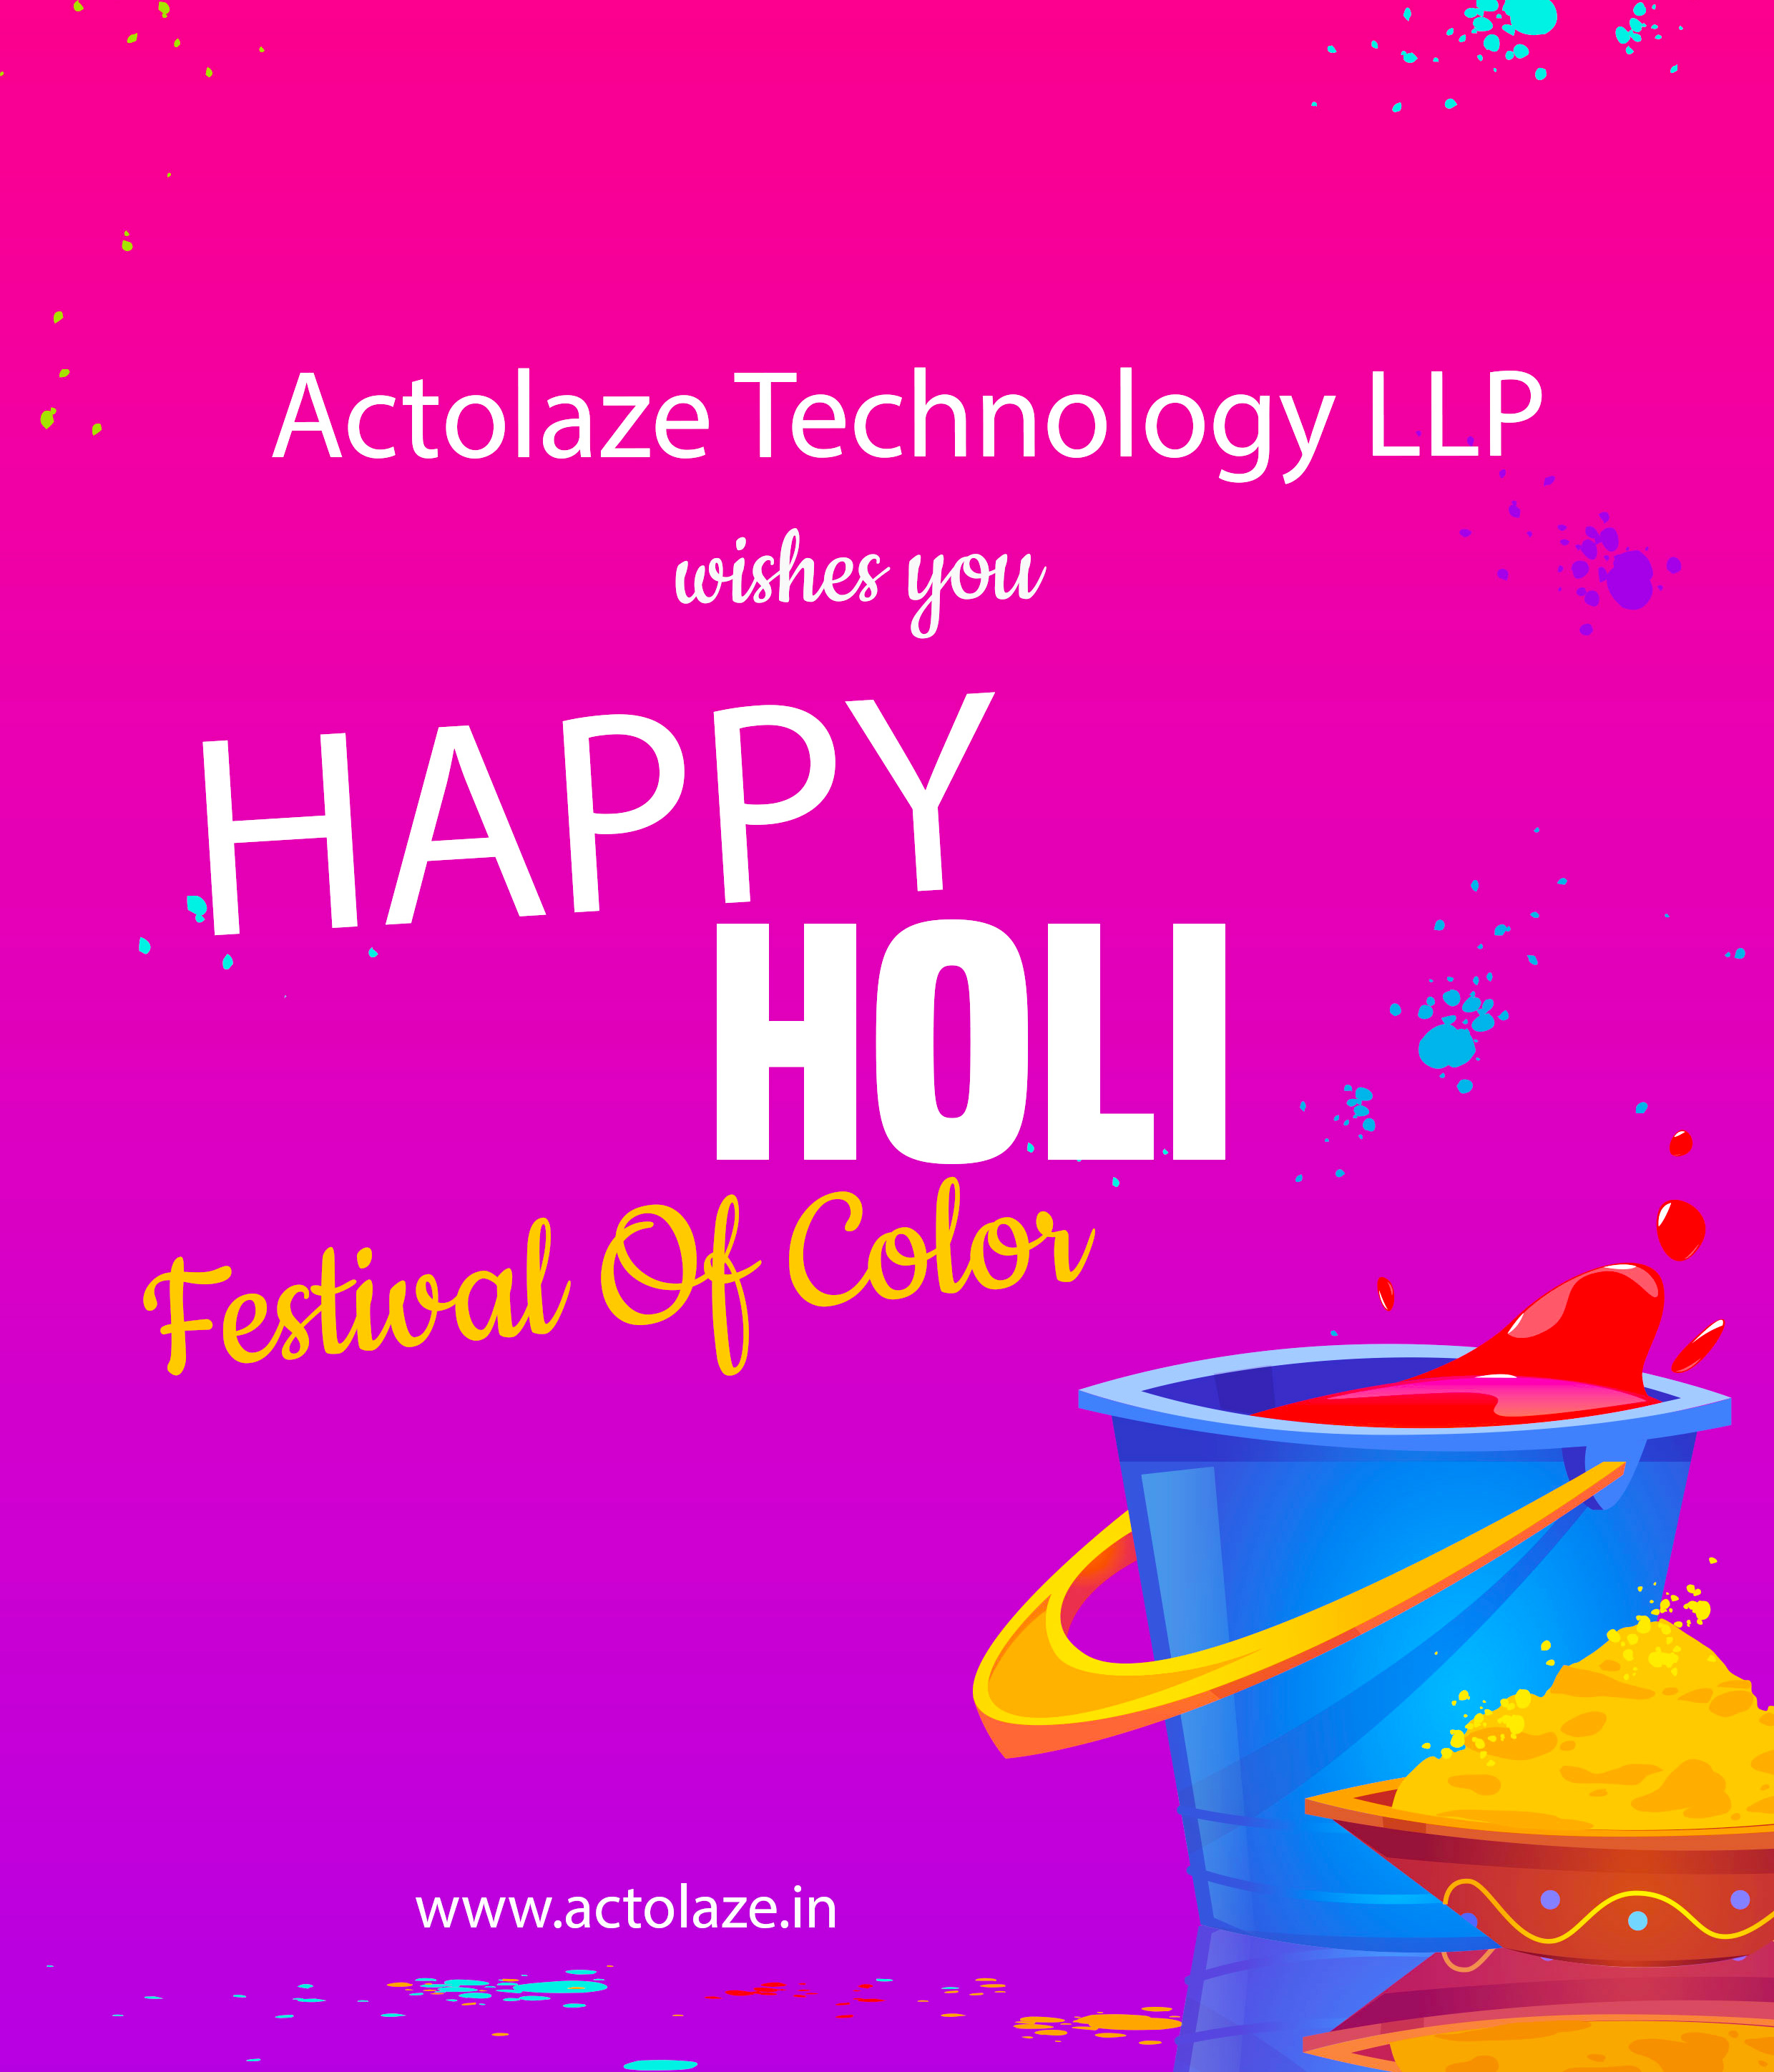 Actolaze Technology LLP
wishes you
HAPPY
HOLI
Festival Of Color
www.actolaze.in